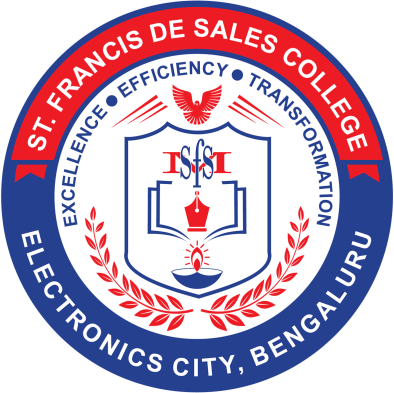 ST. FRANCIS DE SALES COLLEGE
EXCELLENCE • EFFICIENCY • TRANSFORMATION
SfS
ELECTRONICS CITY, BENGALURU